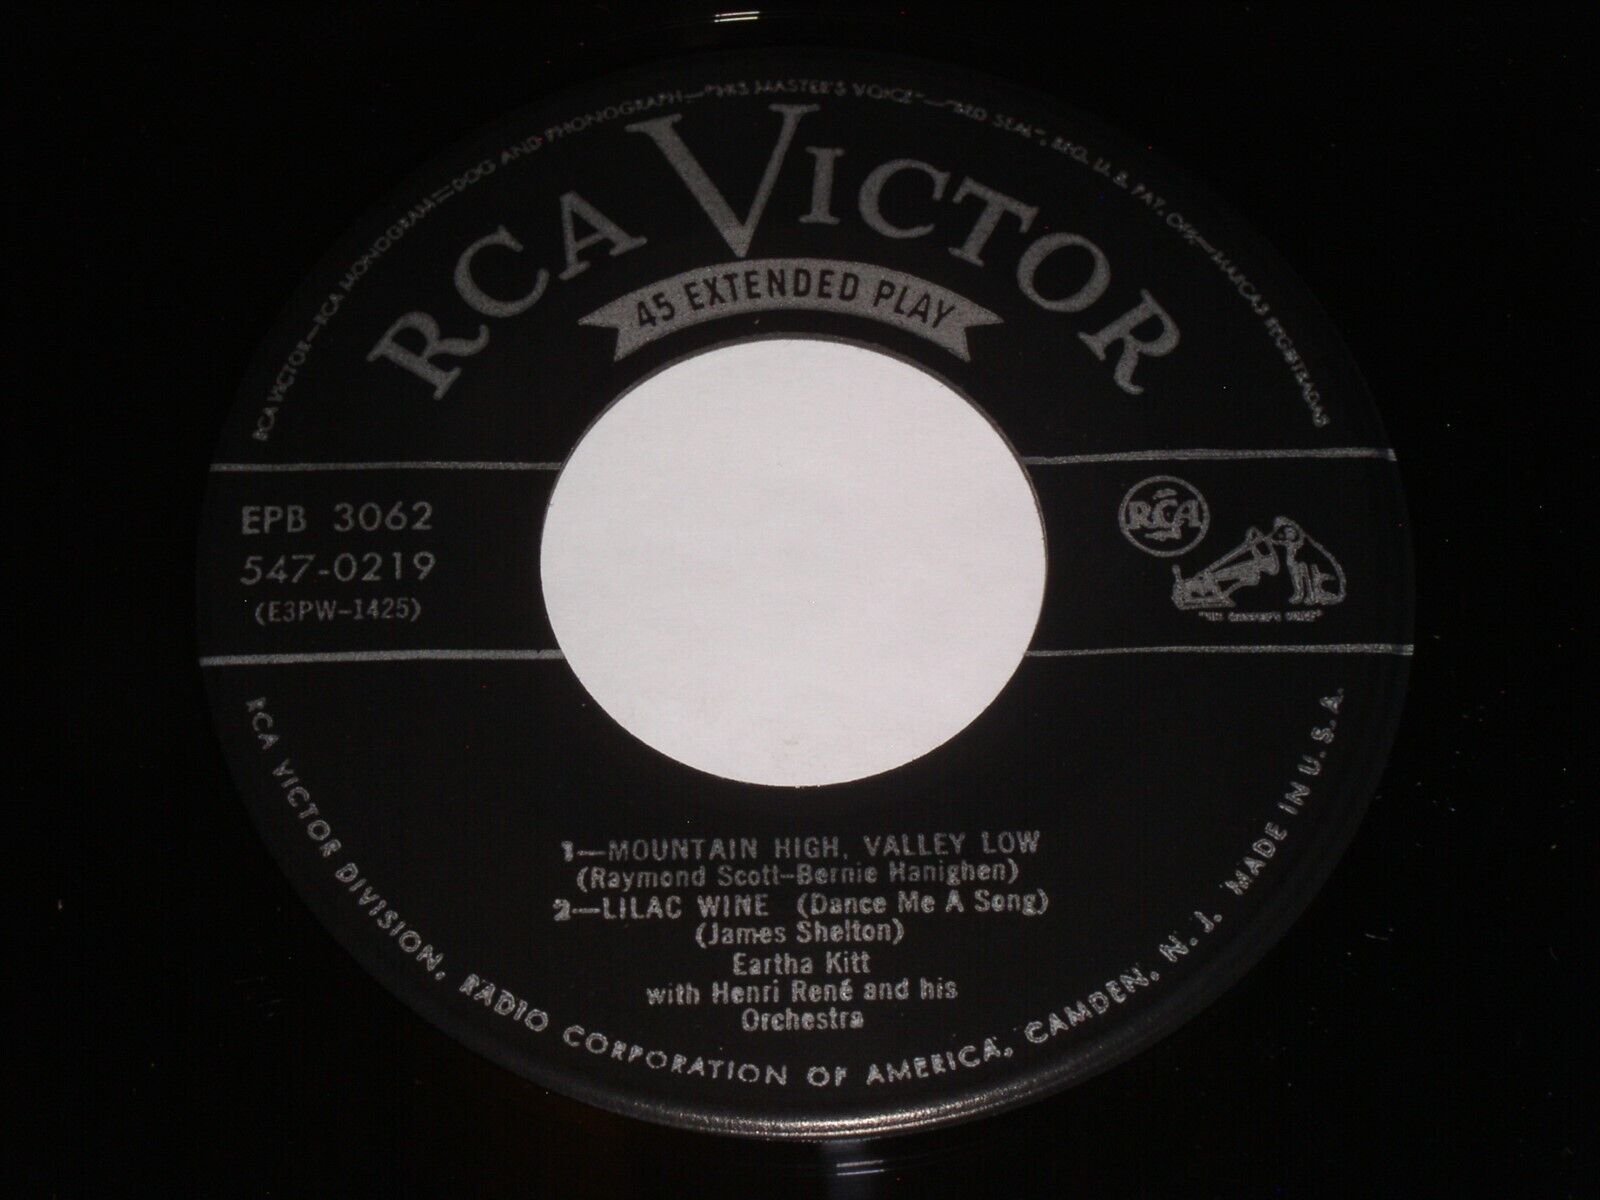 RCA VICTOR—RCA MONOGRAM—DOG AND PHONOGRAPH—"HIS MASTER'S VOICE"—"RED SEAL", REG. U.S. PAT. OFF.—MARCAS REGISTRADAS
RCA VICTOR
45 EXTENDED PLAY
EPB 3062
547-0219
(E3PW-1425)
RCA
"HIS MASTER'S VOICE"
1—MOUNTAIN HIGH, VALLEY LOW
(Raymond Scott-Bernie Hanighen)
2—LILAC WINE (Dance Me A Song)
(James Shelton)
Eartha Kitt
with Henri René and his
Orchestra
RCA VICTOR DIVISION, RADIO CORPORATION OF AMERICA, CAMDEN, N. J. MADE IN U. S. A.